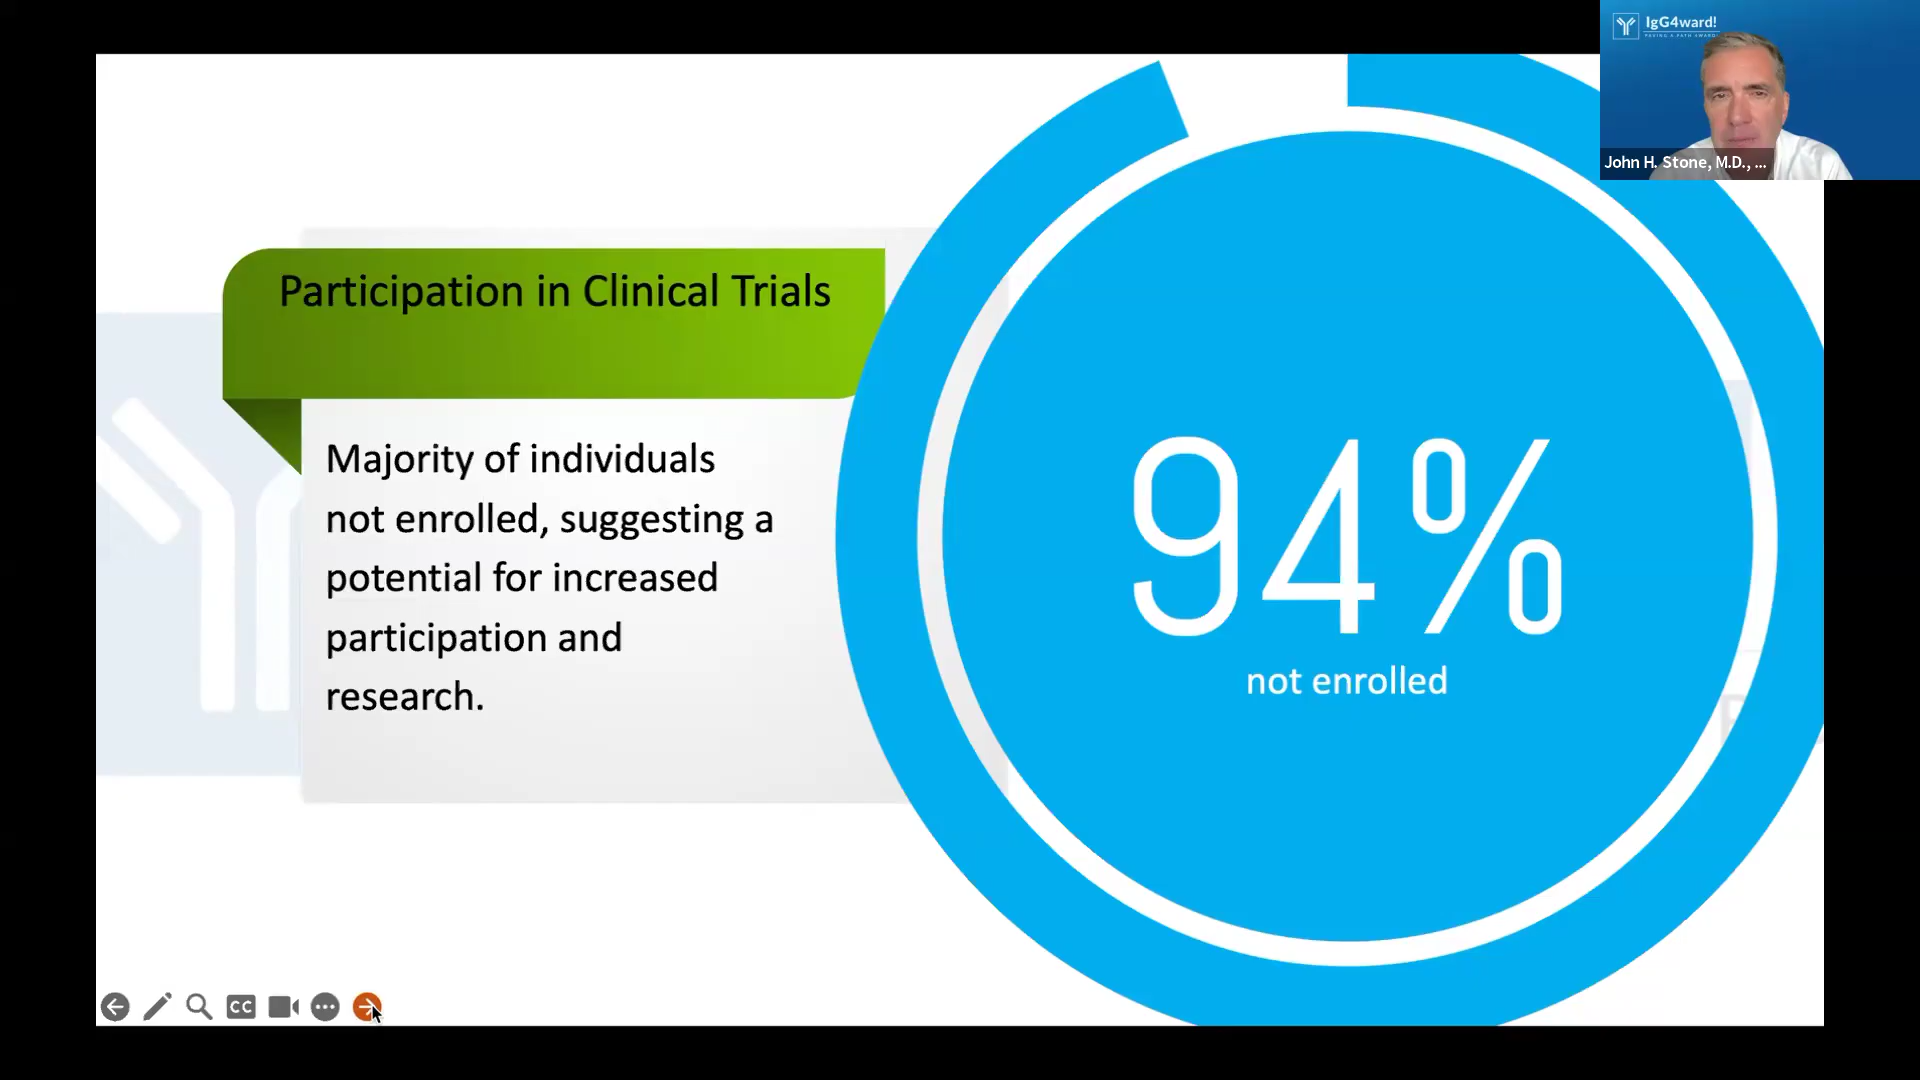 IgG4ward!
John H. Stone, M.D., ...
Participation in Clinical Trials
Majority of individuals
not enrolled, suggesting a
potential for increased
participation and
research.
94%
not enrolled
CC